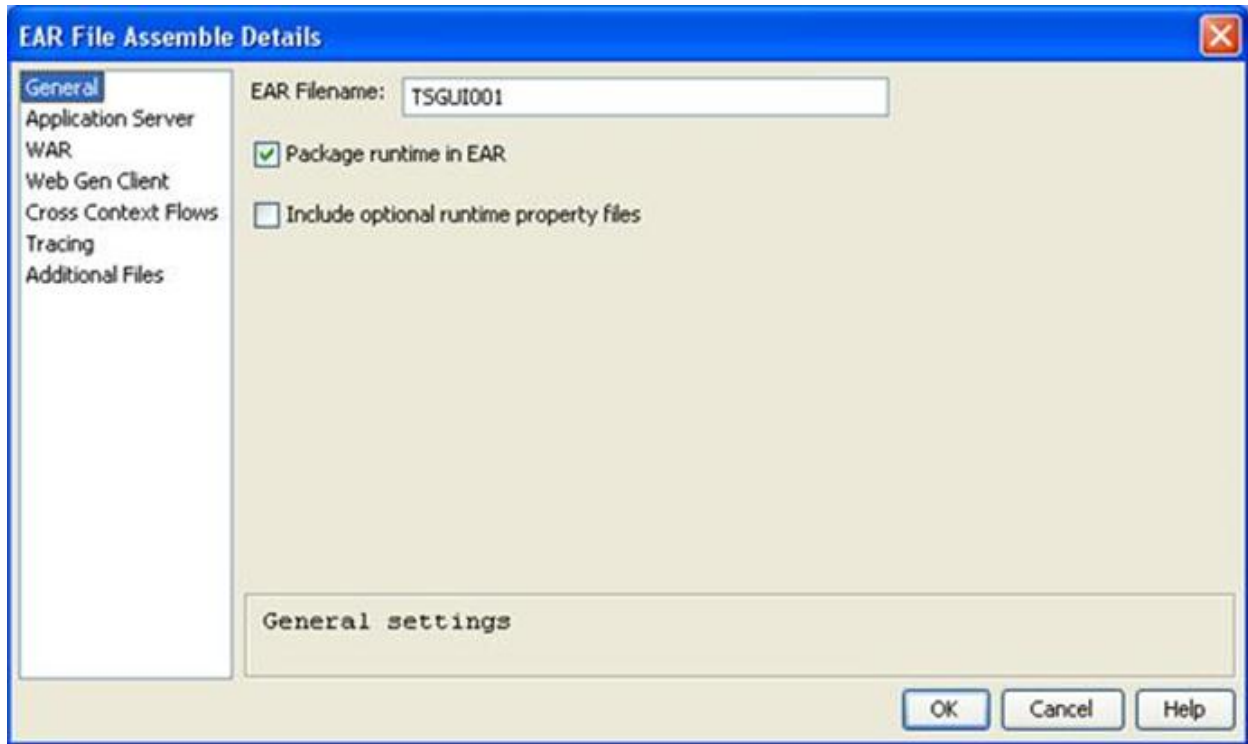 EAR File Assemble Details
General
Application Server
WAR
Web Gen Client
Cross Context Flows
Tracing
Additional Files
EAR Filename: TSGUI001
Package runtime in EAR
Include optional runtime property files
General settings
OK Cancel Help